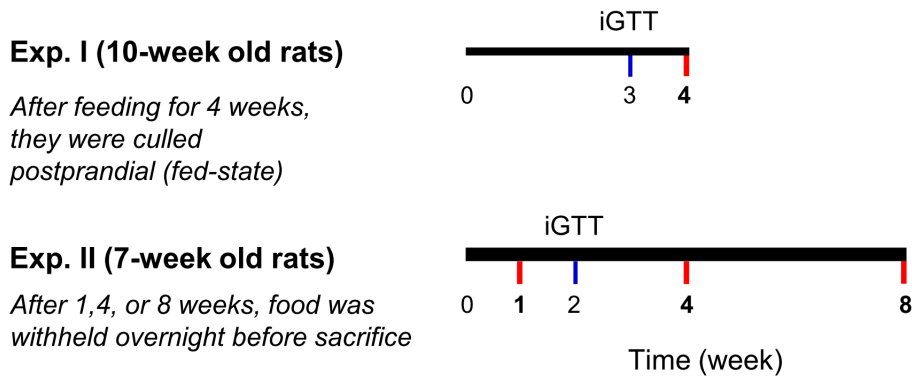 iGTT
Exp. I (10-week old rats)
0 3 4
After feeding for 4 weeks,
they were culled
postprandial (fed-state)
iGTT
Exp. II (7-week old rats)
0 1 2 4 8
After 1,4, or 8 weeks, food was
withheld overnight before sacrifice
Time (week)